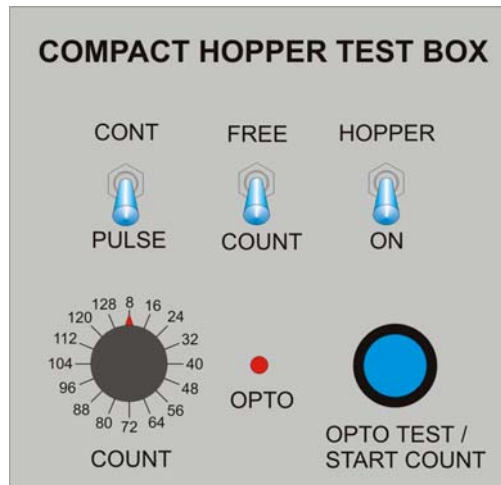 COMPACT HOPPER TEST BOX
CONT FREE HOPPER
PULSE COUNT ON
8
16
24
32
40
48
56
64
72
80
88
96
104
112
120
128
OPTO
COUNT
OPTO TEST /
START COUNT